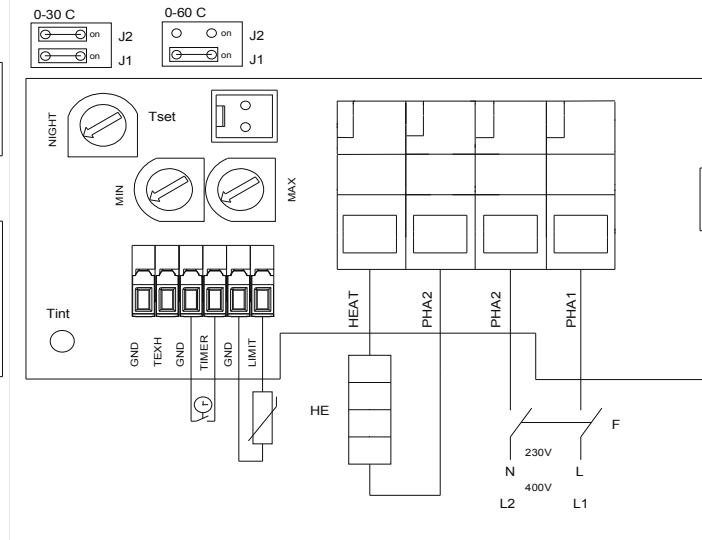 0-30 C
0-60 C
on J2
on J1
on J2
on J1
NIGHT
Tset
MIN
MAX
Tint
GND
TEXH
GND
TIMER
GND
LIMIT
HEAT
PHA2
PHA2
PHA1
HE
F
230V
N L
400V
L2 L1